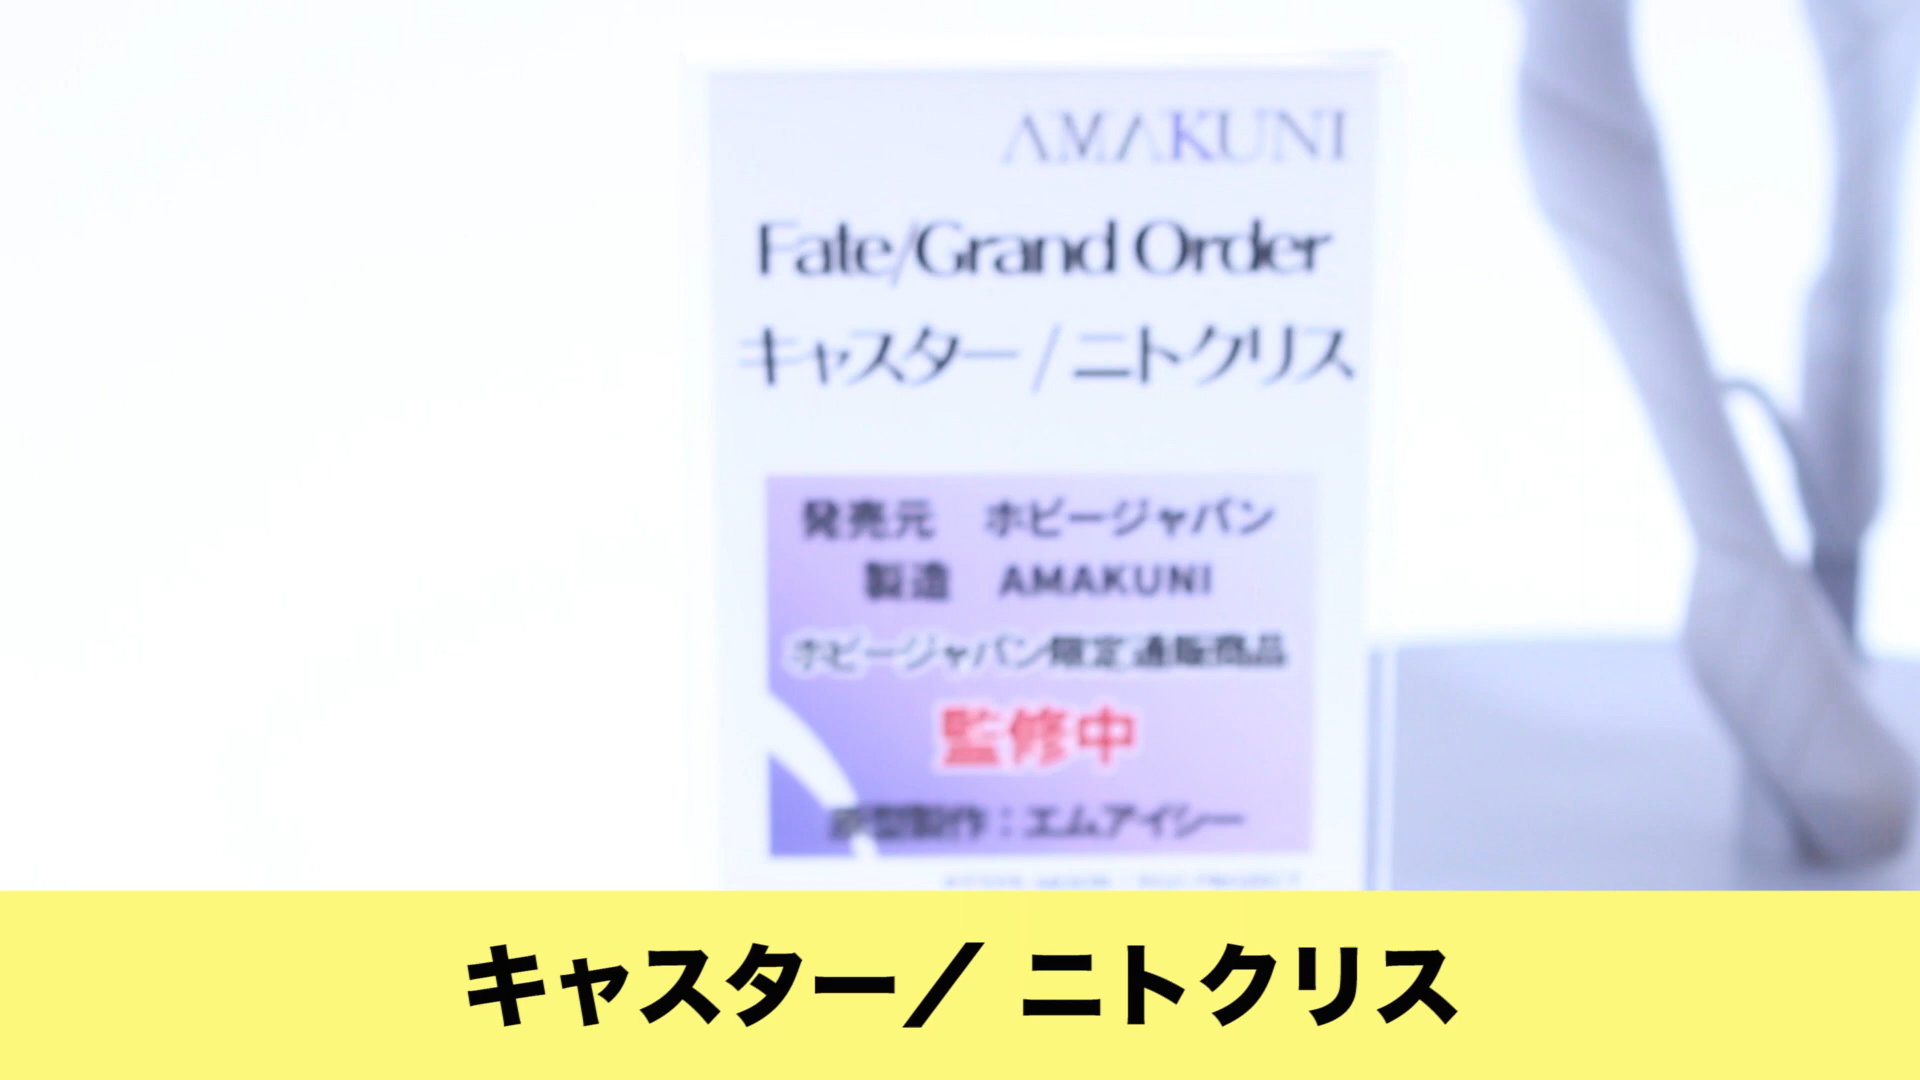 AMAKUNI
Fate/Grand Order
キャスター / ニトクリス
発売元　ホビージャパン
製造　AMAKUNI
ホビージャパン限定通販商品
監修中
原型製作：エムアイシー
キャスター／ ニトクリス